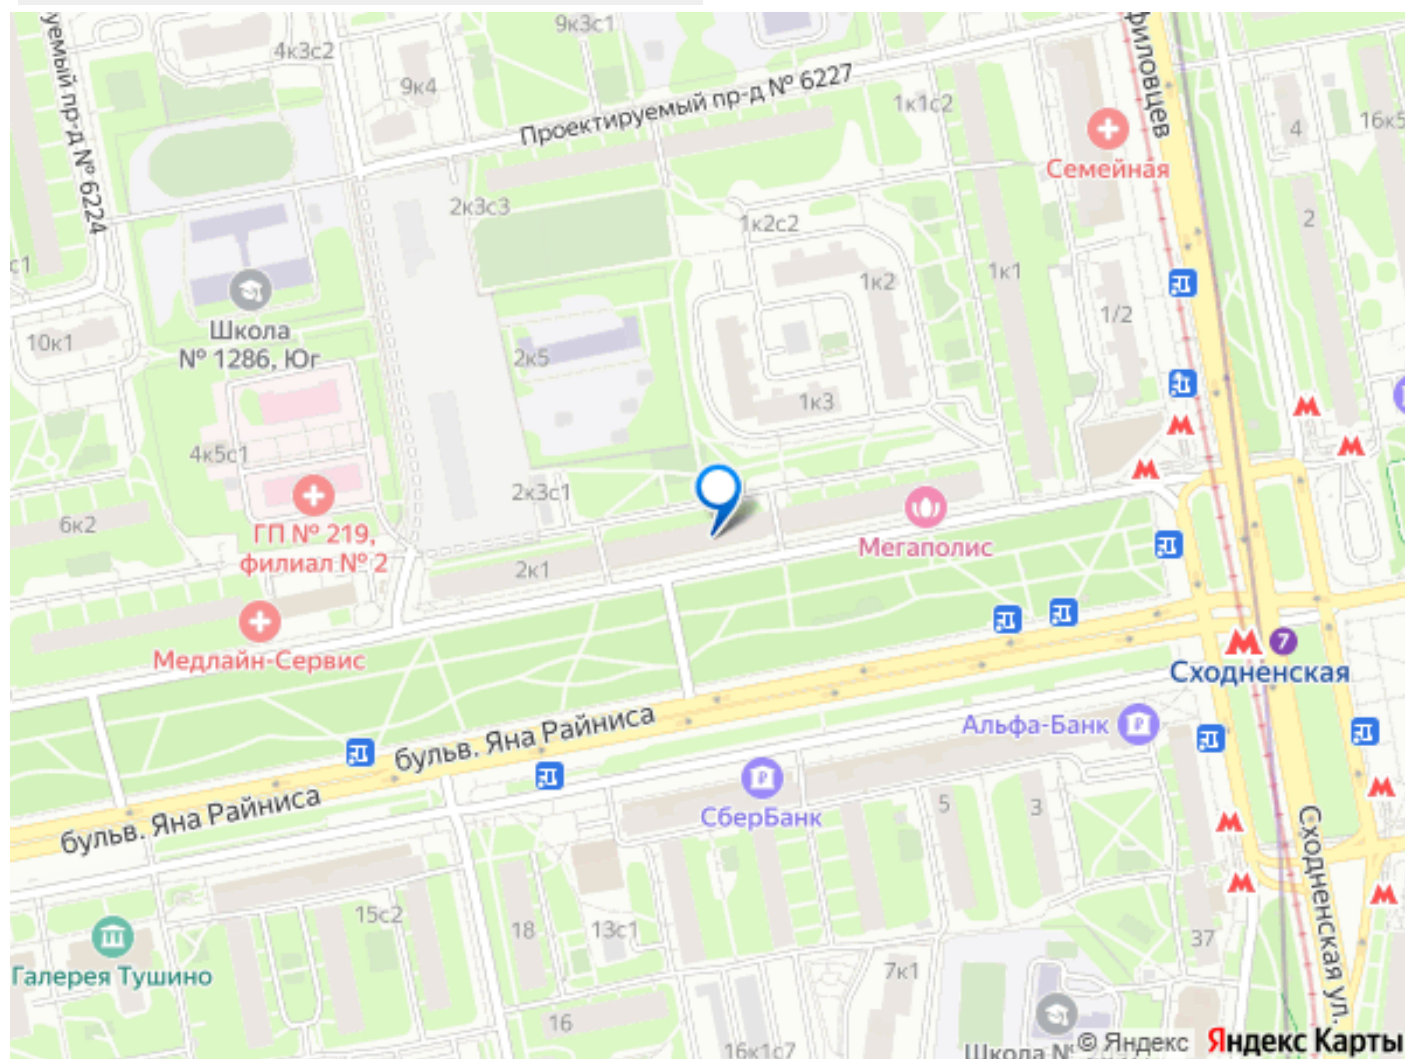 9к3с1
4к3с2
9к4
Проектируемый пр-д № 6227
1к1с2
филовцев
4
16к5
Семейная
уемый пр-д № 6224
2к3с3
1к2с2
2
с1
1к2
1к1
1/2
Школа
№ 1286, Юг
10к1
2к5
1к3
4к5с1
2к3с1
6к2
ГП № 219,
филиал № 2
Мегаполис
2к1
Медлайн-Сервис
7
Сходненская
Альфа-Банк
бульв. Яна Райниса
бульв. Яна Райниса
СберБанк
5
3
Сходненская ул.
15с2
18
13с1
37
Галерея Тушино
7к1
16
16к1с7
Школа №
© Яндекс Яндекс Карты